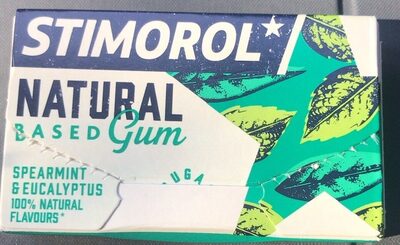 STIMOROL*
NATURAL
BASED Gum
SPEARMINT
& EUCALYPTUS
100% NATURAL
FLAVOURS*